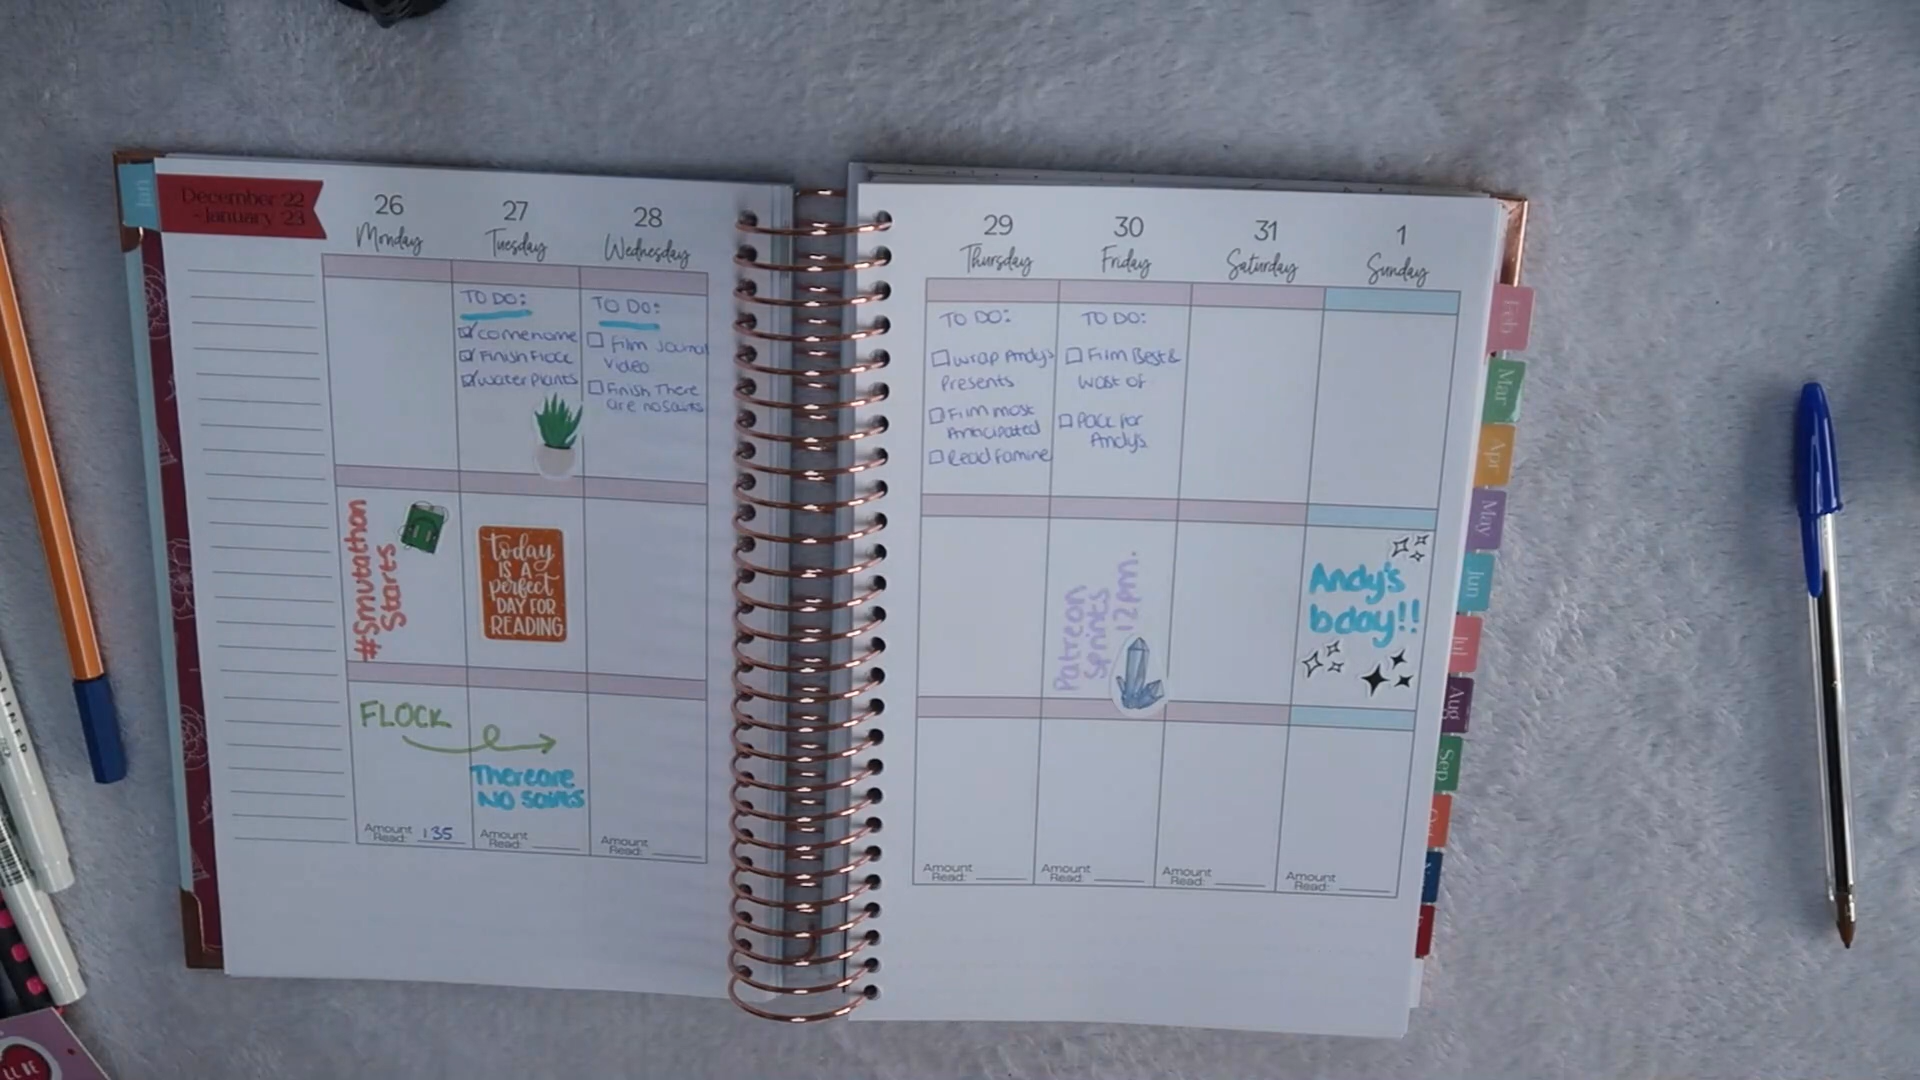 Jan
December 22
- January 23
26
Monday
27
Tuesday
28
Wednesday
TO DO:
come home
Finish Flock
water plants
TO DO:
Film Journal
video
Finish There
are no saints
#Smutathon
Starts
today
IS A
perfect
DAY FOR
READING
FLOCK
There are
NO saints
Amount
Read: 135
Amount
Read:
Amount
Read:
29
Thursday
30
Friday
31
Saturday
1
Sunday
TO DO:
wrap Andy's
Presents
Film most
Anticipated
Read Famine
TO DO:
Film Best &
Worst of
Pack for
Andy's
Patreon
Sprints
12pm.
Andy's
bday!!
Amount
Read:
Amount
Read:
Amount
Read:
Amount
Read:
Feb
Mar
Apr
May
Jun
Jul
Aug
Sep
LL BE